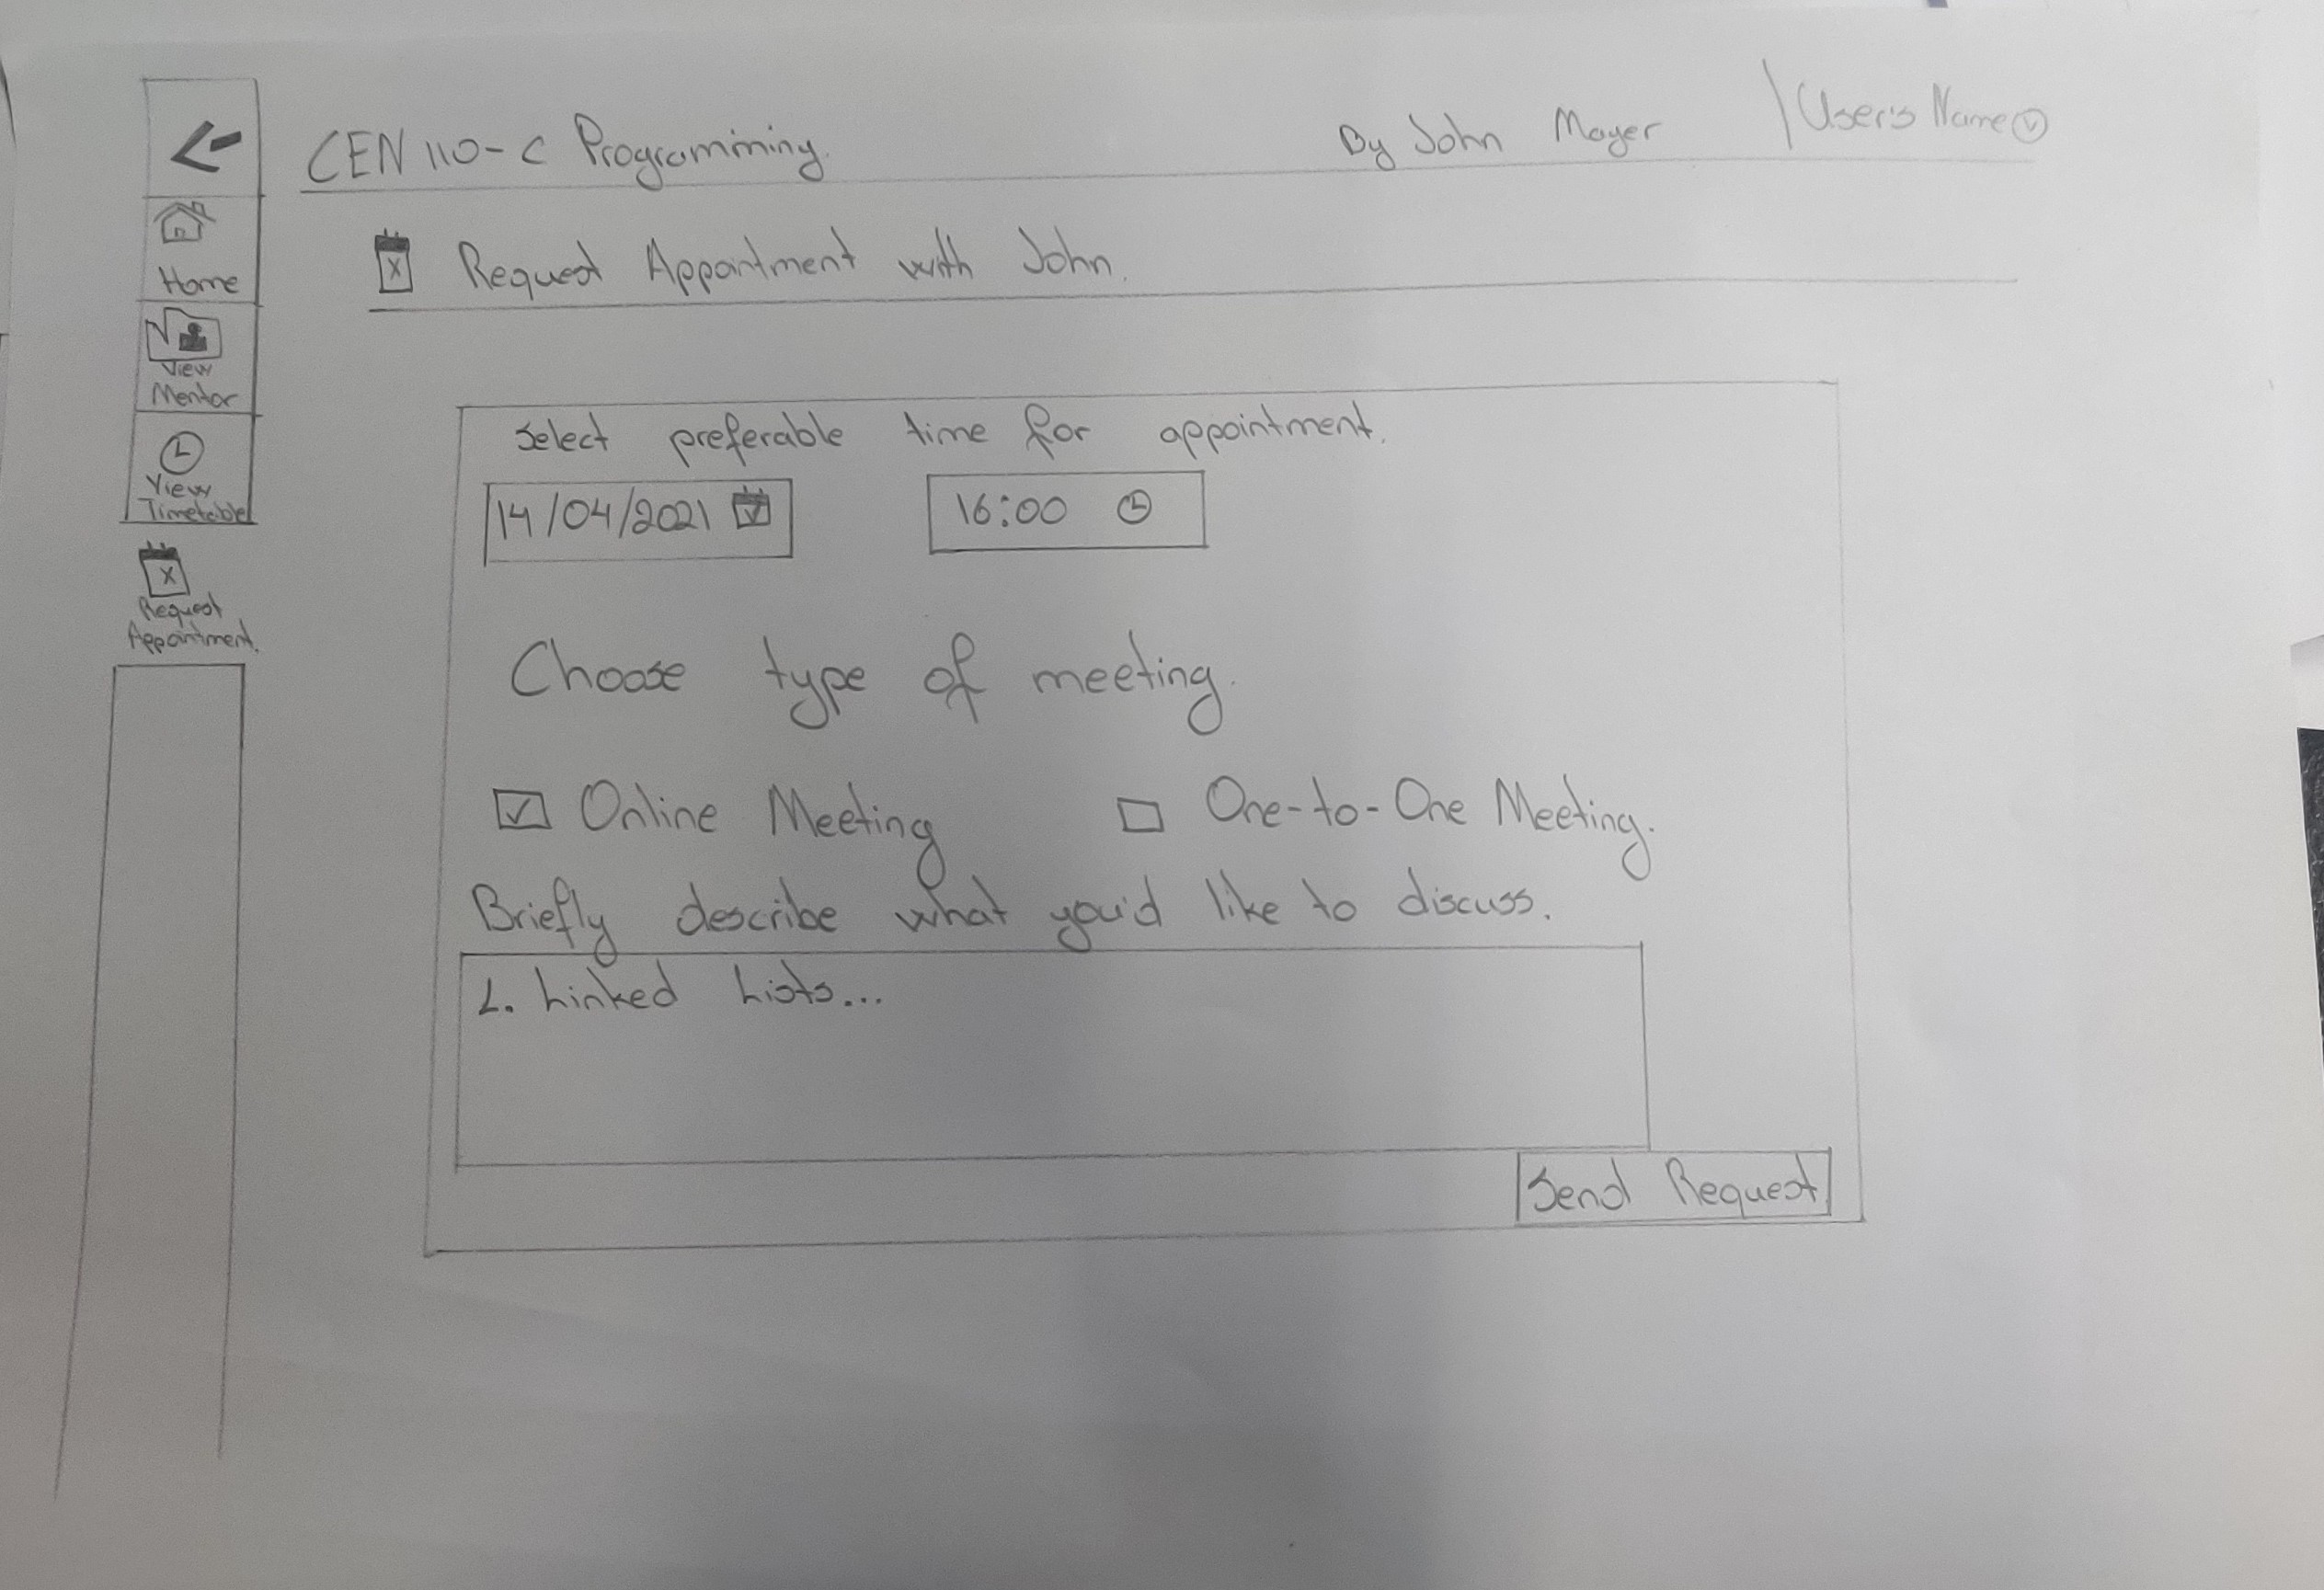 CEN 110-C Programming.
By John Mayer
User's Name
Home
Request Appointment with John.
View
Mentor
View
Timetable
Request
Appointment.
Select preferable time for appointment.
14/04/2021
16:00
Choose type of meeting.
Online Meeting
One-to-One Meeting.
Briefly describe what you'd like to discuss.
1. Linked Lists...
Send Request